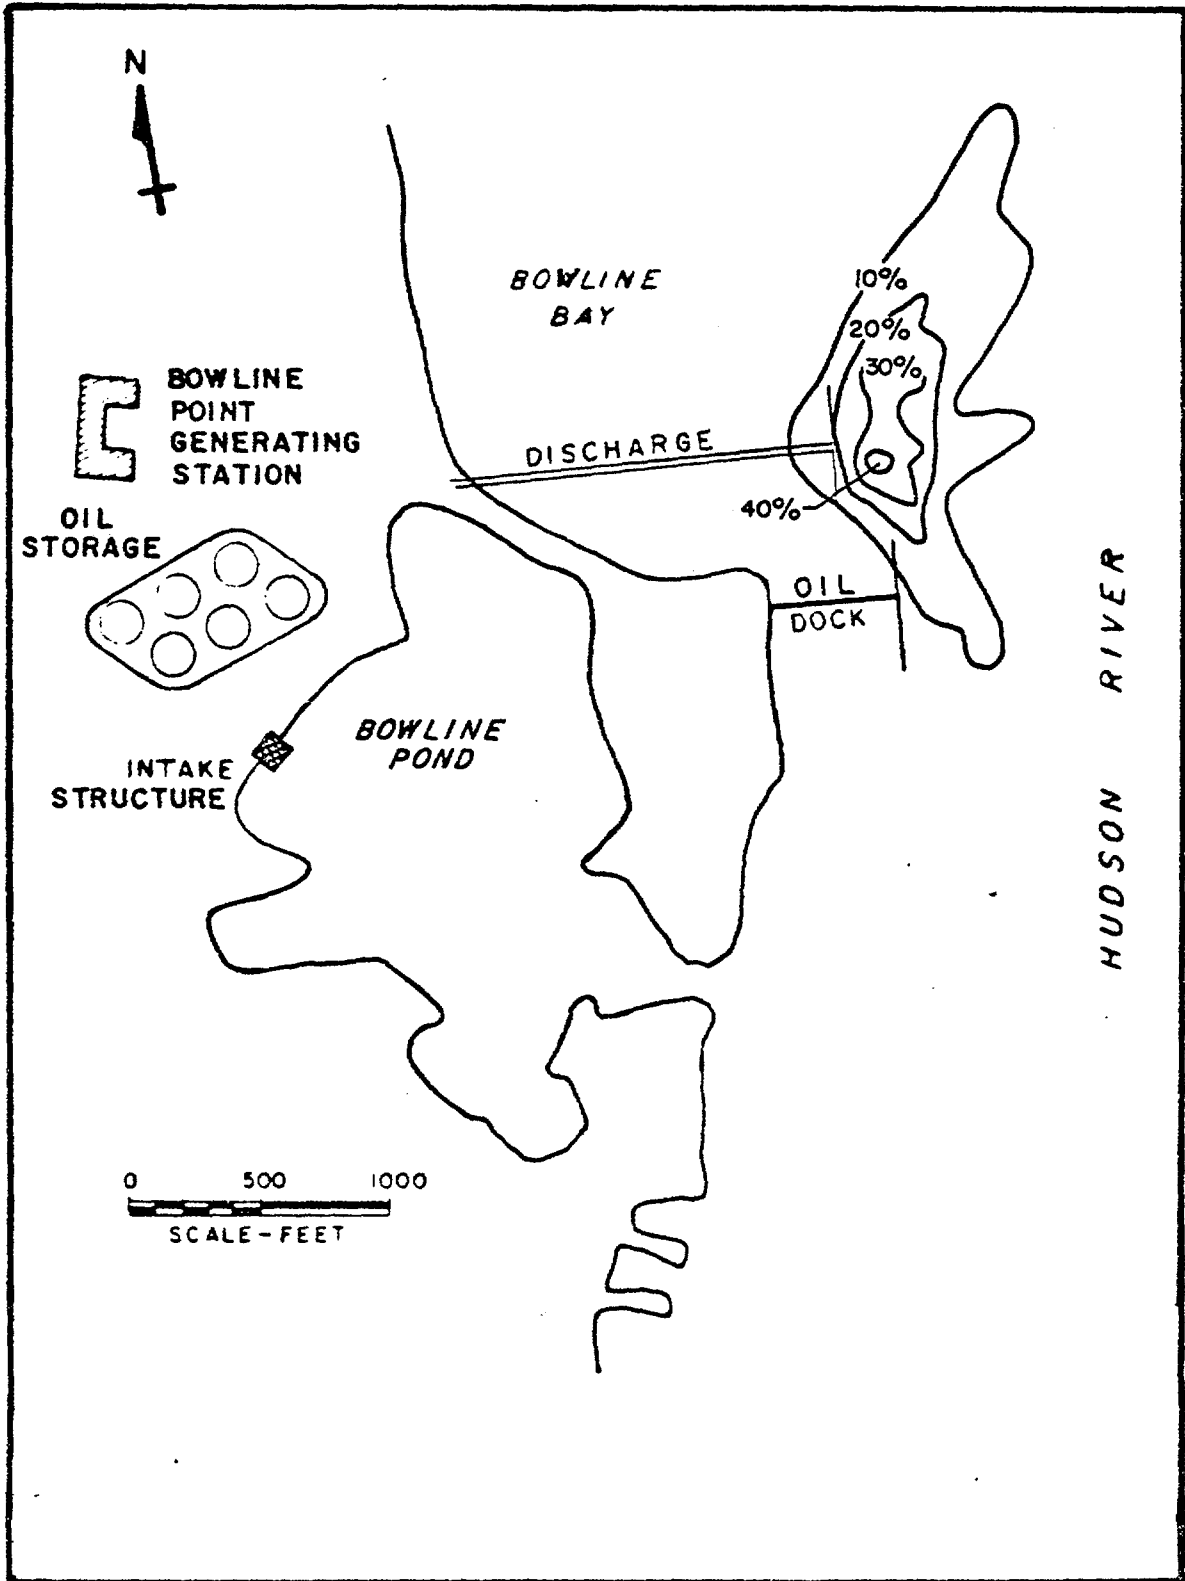 N
BOWLINE
BAY
10%
20%
30%
BOWLINE
POINT
GENERATING
STATION
DISCHARGE
40%
OIL
STORAGE
OIL
DOCK
HUDSON RIVER
BOWLINE
POND
INTAKE
STRUCTURE
0 500 1000
SCALE-FEET